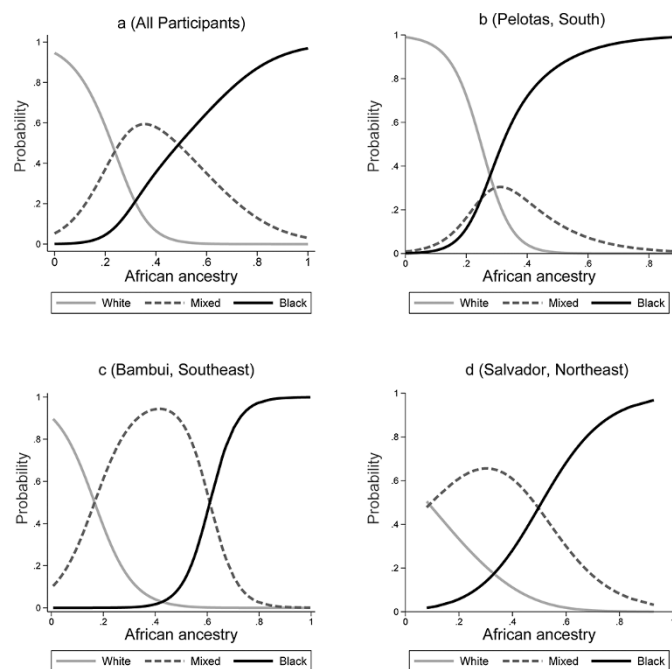 a (All Participants)
1
.8
.6
.4
.2
0
Probability
0 .2 .4 .6 .8 1
African ancestry
White Mixed Black
b (Pelotas, South)
1
.8
.6
.4
.2
0
Probability
0 .2 .4 .6 .8
African ancestry
White Mixed Black
c (Bambui, Southeast)
1
.8
.6
.4
.2
0
Probability
0 .2 .4 .6 .8 1
African ancestry
White Mixed Black
d (Salvador, Northeast)
1
.8
.6
.4
.2
0
Probability
0 .2 .4 .6 .8 1
African ancestry
White Mixed Black